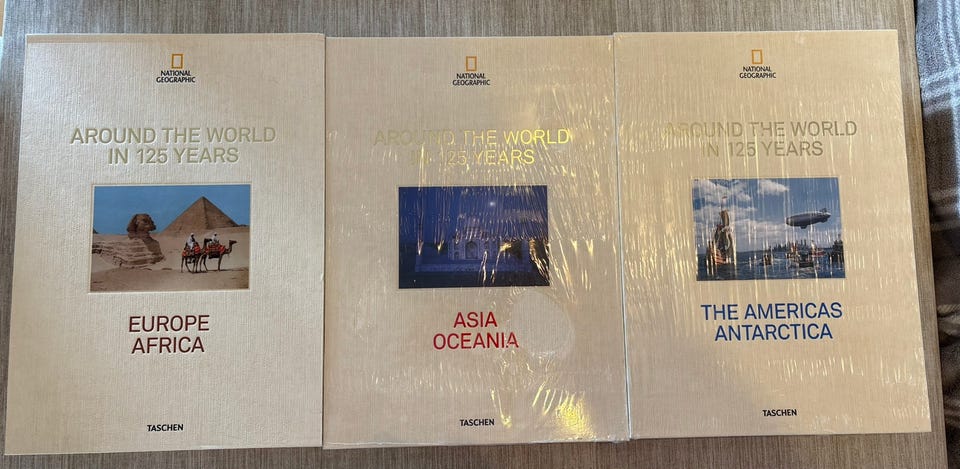 NATIONAL
GEOGRAPHIC
AROUND THE WORLD
IN 125 YEARS
EUROPE
AFRICA
TASCHEN
NATIONAL
GEOGRAPHIC
AROUND THE WORLD
IN 125 YEARS
ASIA
OCEANIA
TASCHEN
NATIONAL
GEOGRAPHIC
AROUND THE WORLD
IN 125 YEARS
THE AMERICAS
ANTARCTICA
TASCHEN